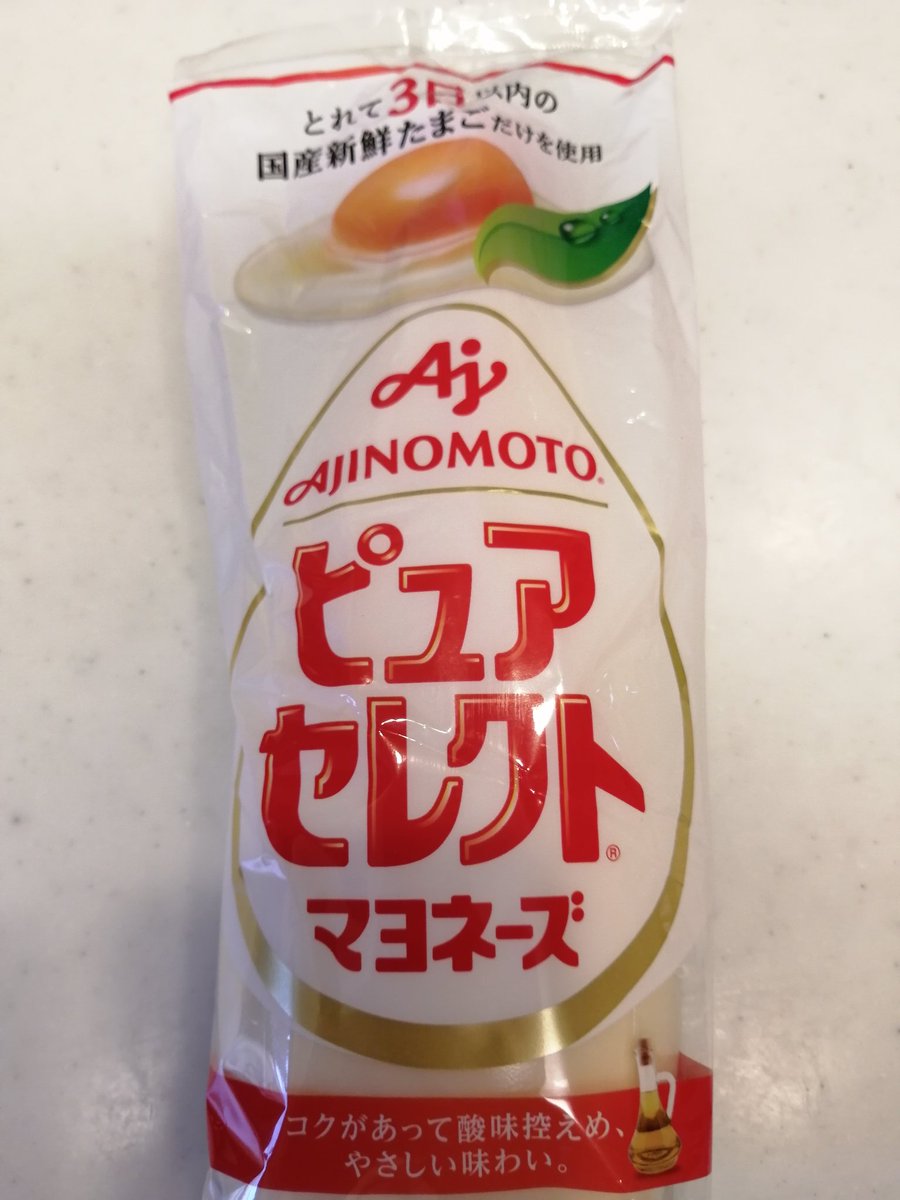 とれて3日以内の
国産新鮮たまごだけを使用
Aj
AJINOMOTO®
ピュア
セレクト®
マヨネーズ
コクがあって酸味控えめ、
やさしい味わい。